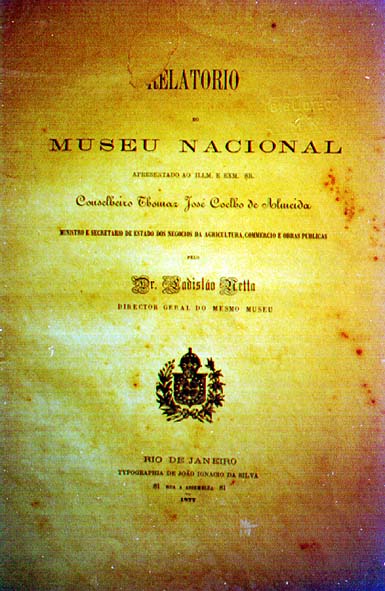 RELATORIO
DO
MUSEU NACIONAL
APRESENTADO AO ILLM. E EXM. SR.
Conselheiro Thomaz José Coelho de Almeida
MINISTRO E SECRETARIO DE ESTADO DOS NEGOCIOS DA AGRICULTURA, COMMERCIO E OBRAS PUBLICAS
PELO
Dr. Ladisláo Netto
DIRECTOR GERAL DO MESMO MUSEU
RIO DE JANEIRO
TYPOGRAPHIA DE JOÃO IGNACIO DA SILVA
81 RUA A ASSEMBLÉA 81
1877